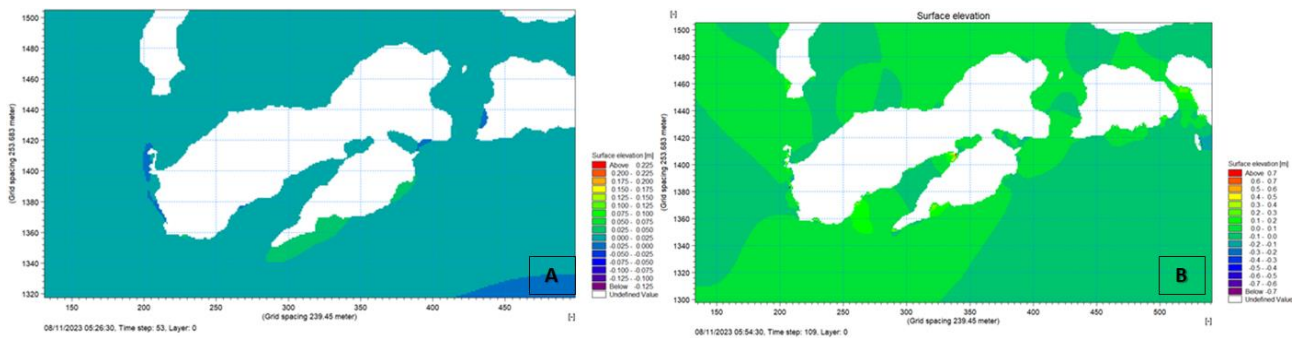 1500
1480
1460
1440
1420
1400
1380
1360
1340
1320
(Grid spacing 253.683 meter)
150
200
250
300
350
400
450
(Grid spacing 239.45 meter)
[-]
08/11/2023 05:26:30, Time step: 53, Layer: 0
A
Surface elevation [m]
Above 0.225
0.200 - 0.225
0.175 - 0.200
0.150 - 0.175
0.125 - 0.150
0.100 - 0.125
0.075 - 0.100
0.050 - 0.075
0.025 - 0.050
0.000 - 0.025
-0.025 - 0.000
-0.050 - -0.025
-0.075 - -0.050
-0.100 - -0.075
-0.125 - -0.100
Below -0.125
Undefined Value
[-]
Surface elevation
1500
1480
1460
1440
1420
1400
1380
1360
1340
1320
1300
(Grid spacing 253.683 meter)
150
200
250
300
350
400
450
500
(Grid spacing 239.45 meter)
[-]
08/11/2023 05:54:30, Time step: 109, Layer: 0
B
Surface elevation [m]
Above 0.7
0.6 - 0.7
0.5 - 0.6
0.4 - 0.5
0.3 - 0.4
0.2 - 0.3
0.1 - 0.2
0.0 - 0.1
-0.1 - 0.0
-0.2 - -0.1
-0.3 - -0.2
-0.4 - -0.3
-0.5 - -0.4
-0.6 - -0.5
-0.7 - -0.6
Below -0.7
Undefined Value